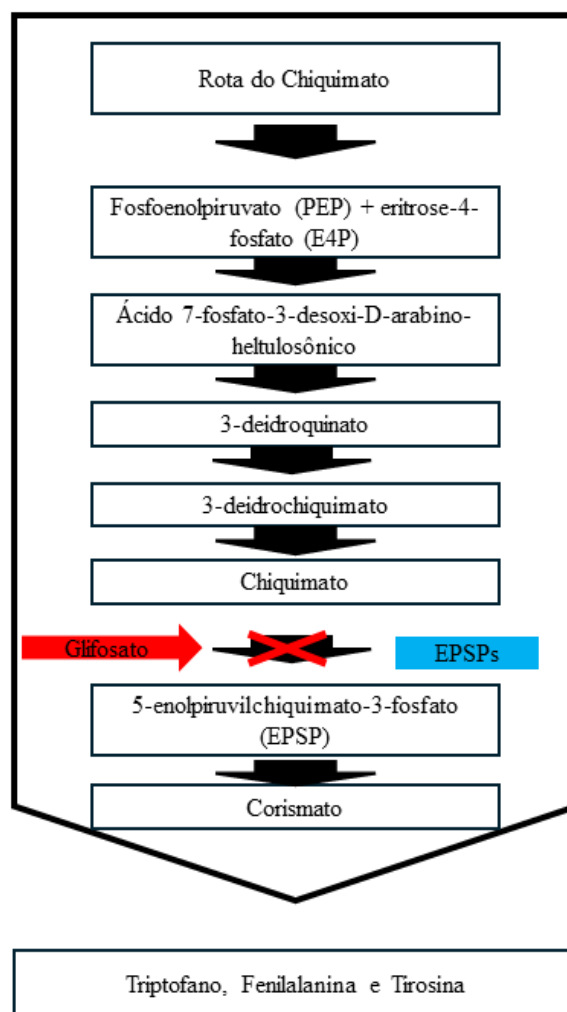 Rota do Chiquimato
Fosfoenolpiruvato (PEP) + eritrose-4-
fosfato (E4P)
Ácido 7-fosfato-3-desoxi-D-arabino-
heltulosônico
3-deidroquinato
3-deidrochiquimato
Chiquimato
Glifosato
EPSPs
5-enolpiruvilchiquimato-3-fosfato
(EPSP)
Corismato
Triptofano, Fenilalanina e Tirosina